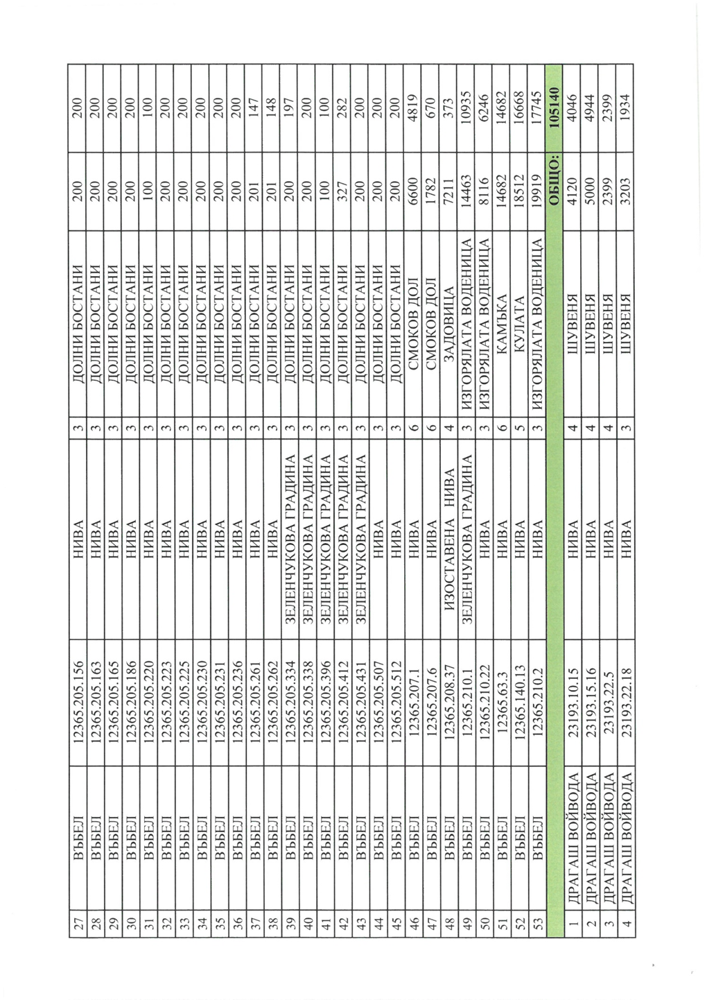 27 ВЪБЕЛ 12365.205.156 НИВА 3 ДОЛНИ БОСТАНИ 200 200
28 ВЪБЕЛ 12365.205.163 НИВА 3 ДОЛНИ БОСТАНИ 200 200
29 ВЪБЕЛ 12365.205.165 НИВА 3 ДОЛНИ БОСТАНИ 200 200
30 ВЪБЕЛ 12365.205.186 НИВА 3 ДОЛНИ БОСТАНИ 200 200
31 ВЪБЕЛ 12365.205.220 НИВА 3 ДОЛНИ БОСТАНИ 100 100
32 ВЪБЕЛ 12365.205.223 НИВА 3 ДОЛНИ БОСТАНИ 200 200
33 ВЪБЕЛ 12365.205.225 НИВА 3 ДОЛНИ БОСТАНИ 200 200
34 ВЪБЕЛ 12365.205.230 НИВА 3 ДОЛНИ БОСТАНИ 200 200
35 ВЪБЕЛ 12365.205.231 НИВА 3 ДОЛНИ БОСТАНИ 200 200
36 ВЪБЕЛ 12365.205.236 НИВА 3 ДОЛНИ БОСТАНИ 200 200
37 ВЪБЕЛ 12365.205.261 НИВА 3 ДОЛНИ БОСТАНИ 201 147
38 ВЪБЕЛ 12365.205.262 НИВА 3 ДОЛНИ БОСТАНИ 201 148
39 ВЪБЕЛ 12365.205.334 ЗЕЛЕНЧУКОВА ГРАДИНА 3 ДОЛНИ БОСТАНИ 200 197
40 ВЪБЕЛ 12365.205.338 ЗЕЛЕНЧУКОВА ГРАДИНА 3 ДОЛНИ БОСТАНИ 200 200
41 ВЪБЕЛ 12365.205.396 ЗЕЛЕНЧУКОВА ГРАДИНА 3 ДОЛНИ БОСТАНИ 100 100
42 ВЪБЕЛ 12365.205.412 ЗЕЛЕНЧУКОВА ГРАДИНА 3 ДОЛНИ БОСТАНИ 327 282
43 ВЪБЕЛ 12365.205.431 ЗЕЛЕНЧУКОВА ГРАДИНА 3 ДОЛНИ БОСТАНИ 200 200
44 ВЪБЕЛ 12365.205.507 НИВА 3 ДОЛНИ БОСТАНИ 200 200
45 ВЪБЕЛ 12365.205.512 НИВА 3 ДОЛНИ БОСТАНИ 200 200
46 ВЪБЕЛ 12365.207.1 НИВА 6 СМОКОВ ДОЛ 6600 4819
47 ВЪБЕЛ 12365.207.6 НИВА 6 СМОКОВ ДОЛ 1782 670
48 ВЪБЕЛ 12365.208.37 ИЗОСТАВЕНА НИВА 4 ЗАДОВИЦА 7211 373
49 ВЪБЕЛ 12365.210.1 ЗЕЛЕНЧУКОВА ГРАДИНА 3 ИЗГОРЯЛАТА ВОДЕНИЦА 14463 10935
50 ВЪБЕЛ 12365.210.22 НИВА 3 ИЗГОРЯЛАТА ВОДЕНИЦА 8116 6246
51 ВЪБЕЛ 12365.63.3 НИВА 6 КАМЪКА 14682 14682
52 ВЪБЕЛ 12365.140.13 НИВА 5 КУЛАТА 18512 16668
53 ВЪБЕЛ 12365.210.2 НИВА 3 ИЗГОРЯЛАТА ВОДЕНИЦА 19919 17745
ОБЩО: 105140
1 ДРАГАШ ВОЙВОДА 23193.10.15 НИВА 4 ШУВЕНЯ 4120 4046
2 ДРАГАШ ВОЙВОДА 23193.15.16 НИВА 4 ШУВЕНЯ 5000 4944
3 ДРАГАШ ВОЙВОДА 23193.22.5 НИВА 4 ШУВЕНЯ 2399 2399
4 ДРАГАШ ВОЙВОДА 23193.22.18 НИВА 3 ШУВЕНЯ 3203 1934